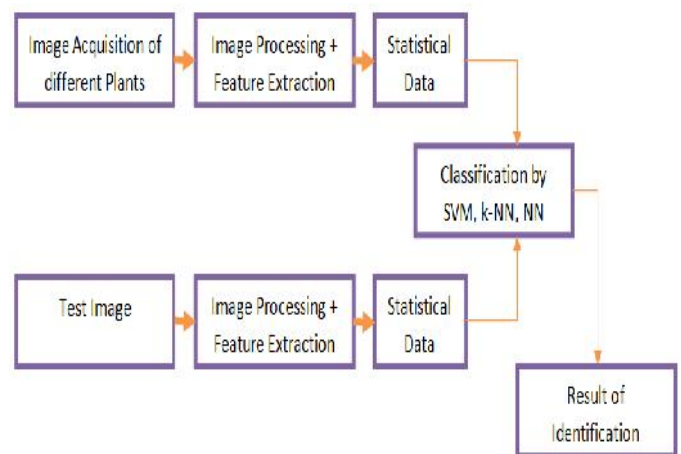 Image Acquisition of
different Plants
Image Processing +
Feature Extraction
Statistical
Data
Classification by
SVM, k-NN, NN
Test Image
Image Processing +
Feature Extraction
Statistical
Data
Result of
Identification